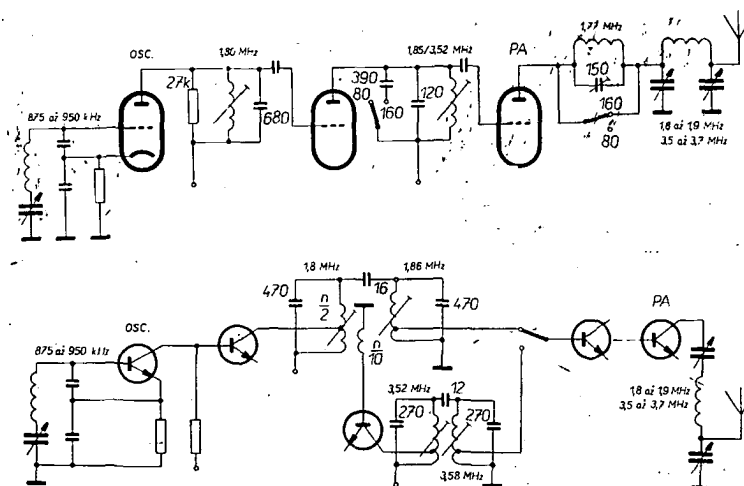 OSC.
1,80 MHz
27k
680
875 až 950 kHz
1,85/3,52 MHz
390
80
160
120
PA
1,77 MHz
150
160
80
1,8 až 1,9 MHz
3,5 až 3,7 MHz
1,8 MHz
1,86 MHz
470
n/2
16
470
n/10
OSC.
875 až 950 kHz
PA
3,52 MHz
12
270
270
3,58 MHz
1,8 až 1,9 MHz
3,5 až 3,7 MHz